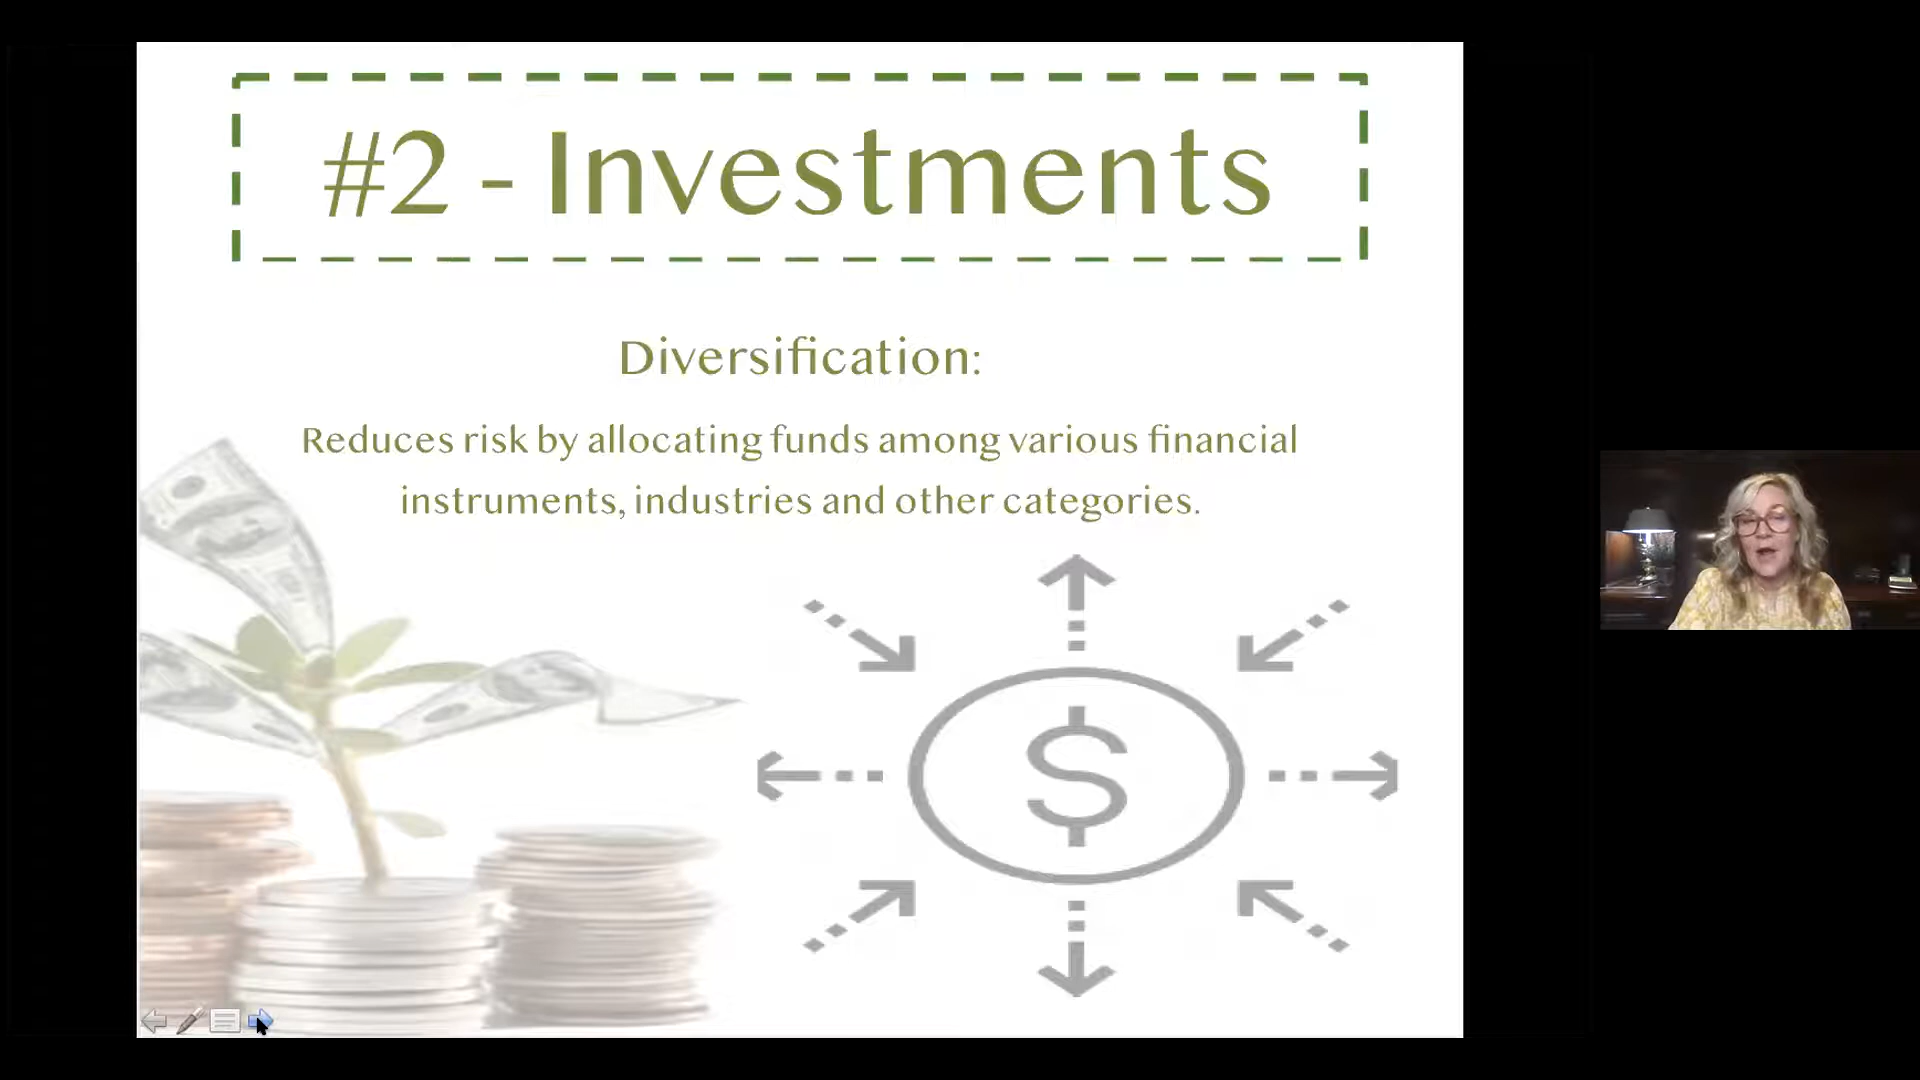 #2 - Investments
Diversification:
Reduces risk by allocating funds among various financial
instruments, industries and other categories.
$